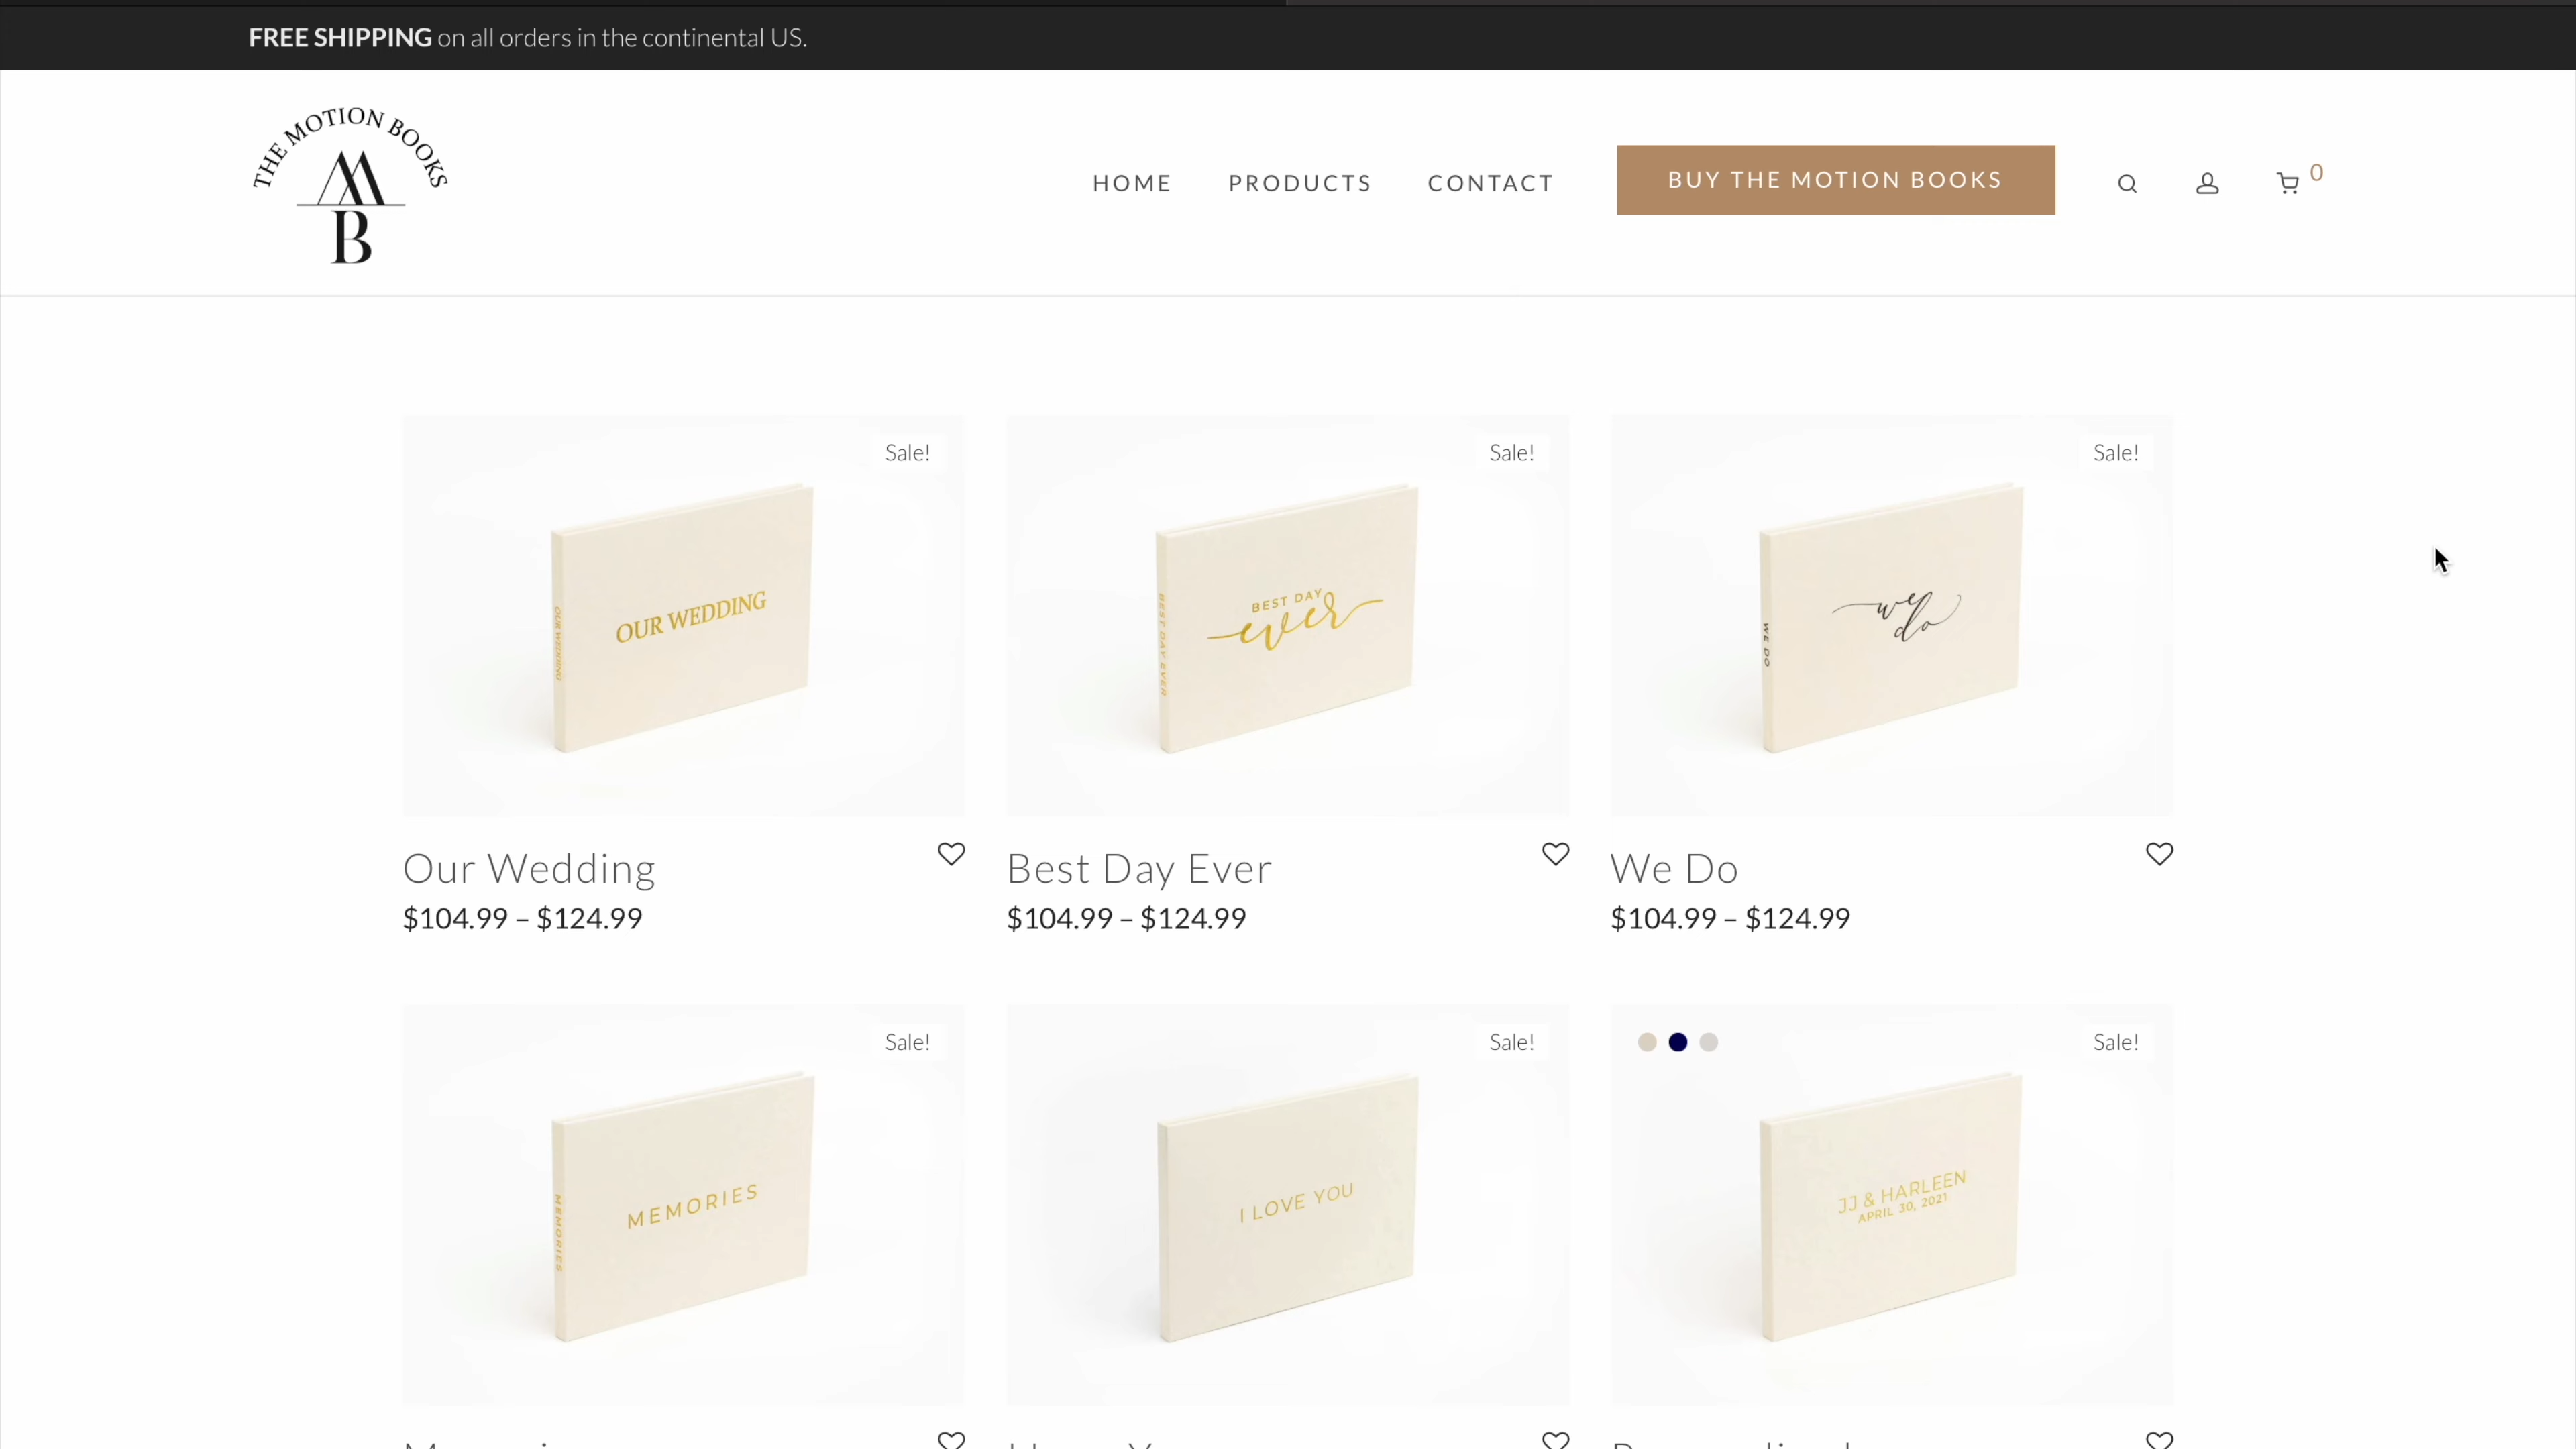 FREE SHIPPING on all orders in the continental US.
THE MOTION BOOKS
M
B
HOME
PRODUCTS
CONTACT
BUY THE MOTION BOOKS
0
Sale!
OUR WEDDING
OUR WEDDING
Sale!
BEST DAY EVER
BEST DAY
ever
Sale!
WE DO
we
do
Our Wedding
$104.99 – $124.99
Best Day Ever
$104.99 – $124.99
We Do
$104.99 – $124.99
Sale!
MEMORIES
MEMORIES
Sale!
I LOVE YOU
Sale!
JJ & HARLEEN
APRIL 30, 2021